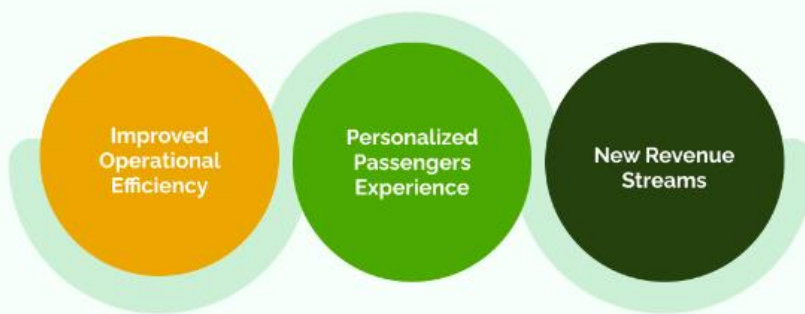 Improved
Operational
Efficiency
Personalized
Passengers
Experience
New Revenue
Streams